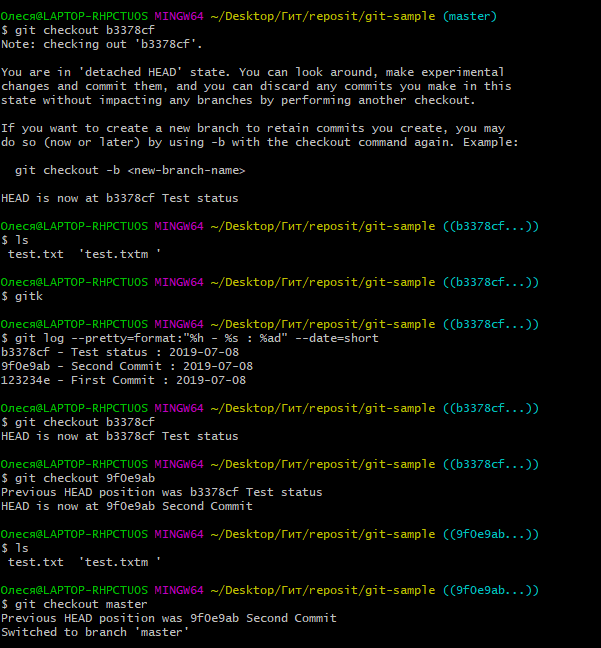 Олеся@LAPTOP-RHPCTUOS MINGW64 ~/Desktop/Гит/reposit/git-sample (master)
$ git checkout b3378cf
Note: checking out 'b3378cf'.
You are in 'detached HEAD' state. You can look around, make experimental
changes and commit them, and you can discard any commits you make in this
state without impacting any branches by performing another checkout.
If you want to create a new branch to retain commits you create, you may
do so (now or later) by using -b with the checkout command again. Example:
  git checkout -b <new-branch-name>
HEAD is now at b3378cf Test status
Олеся@LAPTOP-RHPCTUOS MINGW64 ~/Desktop/Гит/reposit/git-sample ((b3378cf...))
$ ls
 test.txt  'test.txtm '
Олеся@LAPTOP-RHPCTUOS MINGW64 ~/Desktop/Гит/reposit/git-sample ((b3378cf...))
$ gitk
Олеся@LAPTOP-RHPCTUOS MINGW64 ~/Desktop/Гит/reposit/git-sample ((b3378cf...))
$ git log --pretty=format:"%h - %s : %ad" --date=short
b3378cf - Test status : 2019-07-08
9f0e9ab - Second Commit : 2019-07-08
123234e - First Commit : 2019-07-08
Олеся@LAPTOP-RHPCTUOS MINGW64 ~/Desktop/Гит/reposit/git-sample ((b3378cf...))
$ git checkout b3378cf
HEAD is now at b3378cf Test status
Олеся@LAPTOP-RHPCTUOS MINGW64 ~/Desktop/Гит/reposit/git-sample ((b3378cf...))
$ git checkout 9f0e9ab
Previous HEAD position was b3378cf Test status
HEAD is now at 9f0e9ab Second Commit
Олеся@LAPTOP-RHPCTUOS MINGW64 ~/Desktop/Гит/reposit/git-sample ((9f0e9ab...))
$ ls
 test.txt  'test.txtm '
Олеся@LAPTOP-RHPCTUOS MINGW64 ~/Desktop/Гит/reposit/git-sample ((9f0e9ab...))
$ git checkout master
Previous HEAD position was 9f0e9ab Second Commit
Switched to branch 'master'